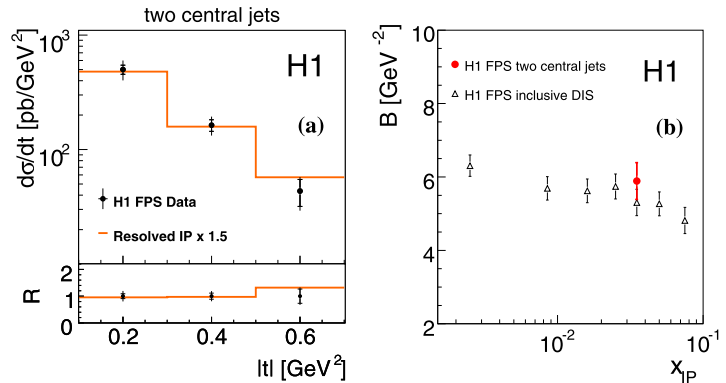 two central jets
dσ/dt [pb/GeV²]
10³
10²
H1
(a)
H1 FPS Data
Resolved IP x 1.5
R
2
1
0
0.2 0.4 0.6
|t| [GeV²]
B [GeV⁻²]
10
8
6
4
2
H1 FPS two central jets
H1 FPS inclusive DIS
H1
(b)
10⁻² 10⁻¹
x_IP